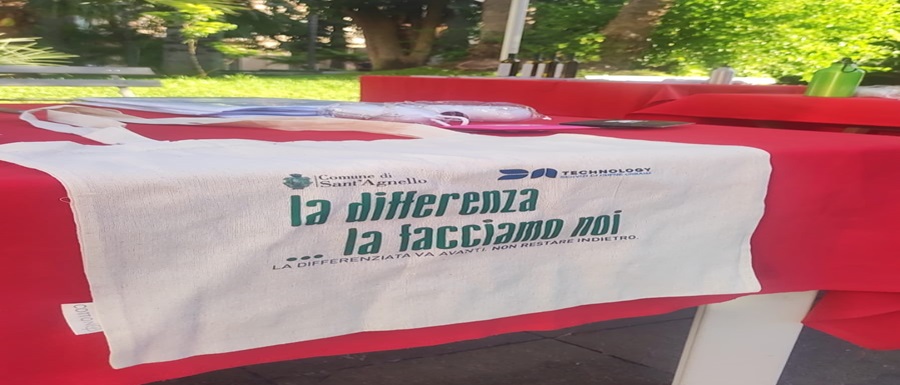 Comune di
Sant'Agnello
TECHNOLOGY
la differenza
... la facciamo noi
LA DIFFERENZIATA VA AVANTI. NON RESTARE INDIETRO.